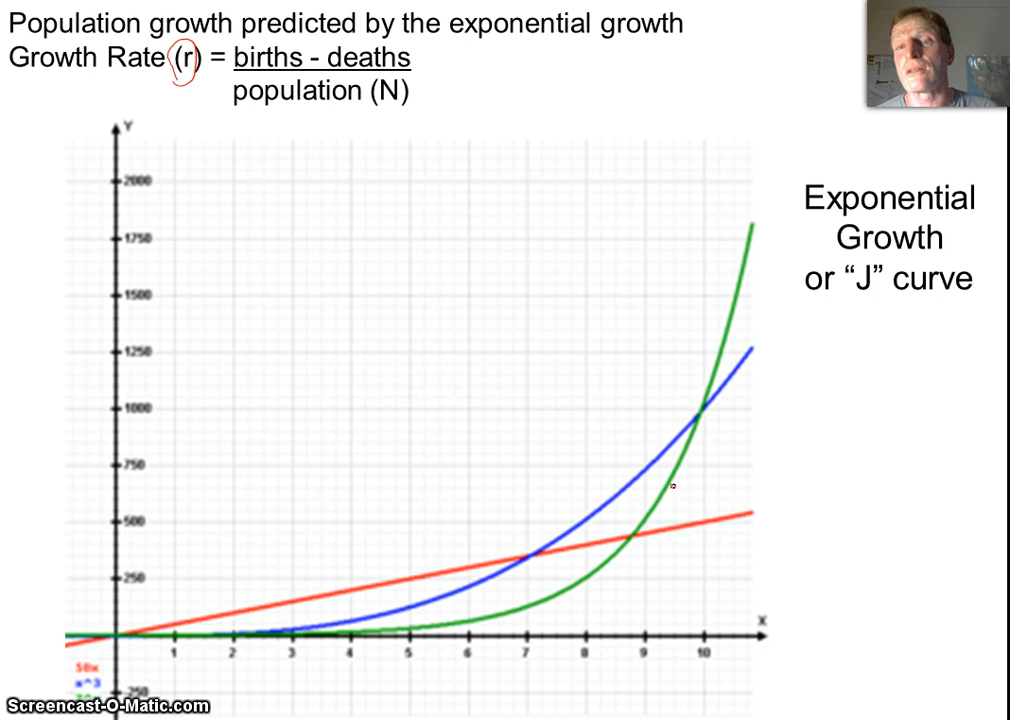 Population growth predicted by the exponential growth
Growth Rate (r) = births - deaths
population (N)
Y
2000
1750
1500
1250
1000
750
500
250
X
1 2 3 4 5 6 7 8 9 10
50x
x^3
-250
Exponential
Growth
or “J” curve
Screencast-O-Matic.com